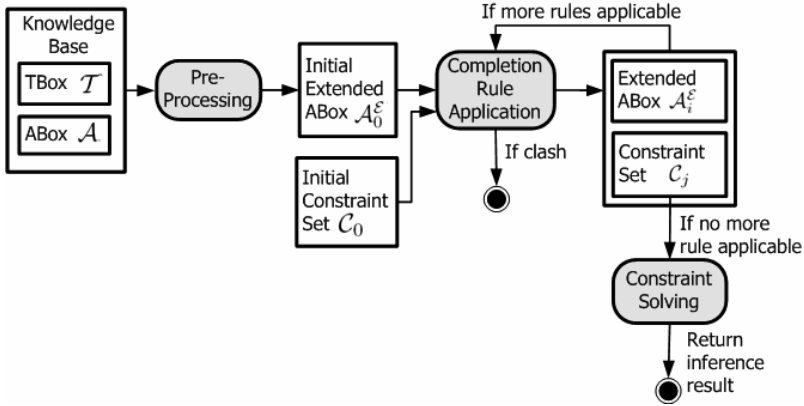 Knowledge
Base
TBox 𝒯
ABox 𝒜
Pre-
Processing
Initial
Extended
ABox 𝒜₀^ℰ
Initial
Constraint
Set 𝒞₀
If more rules applicable
Completion
Rule
Application
If clash
Extended
ABox 𝒜ᵢ^ℰ
Constraint
Set 𝒞ⱼ
If no more
rule applicable
Constraint
Solving
Return
inference
result